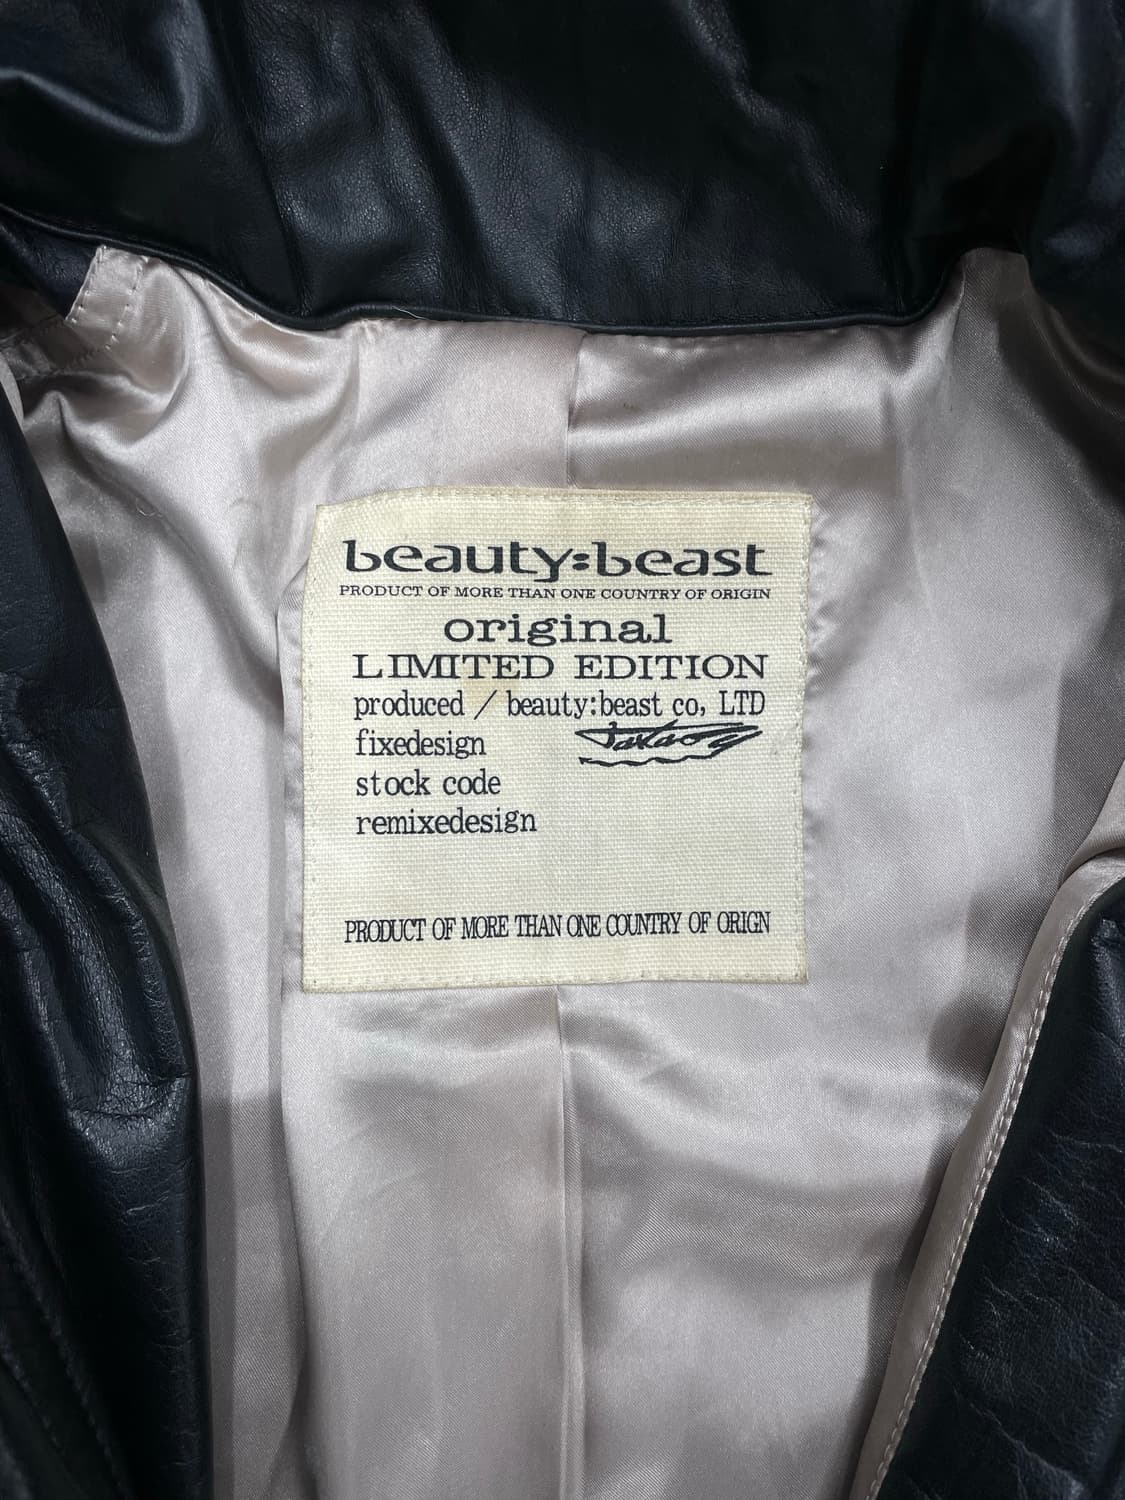 beauty:beast
PRODUCT OF MORE THAN ONE COUNTRY OF ORIGIN
original
LIMITED EDITION
produced / beauty:beast co, LTD
fixedesign
stock code
remixedesign
PRODUCT OF MORE THAN ONE COUNTRY OF ORIGN